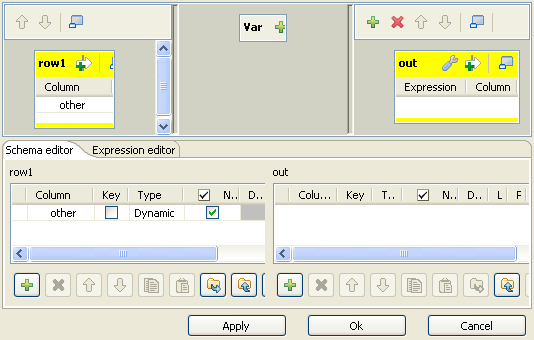 Var
row1
Column
other
out
Expression Column
Schema editor Expression editor
row1
Column Key Type N.. D..
other Dynamic
out
Colu... Key T.. N.. D.. L P
Apply Ok Cancel